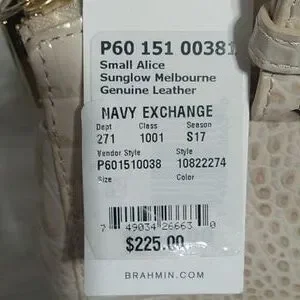 P60 151 00381
Small Alice
Sunglow Melbourne
Genuine Leather
NAVY EXCHANGE
Dept Class Season
271 1001 S17
Vendor Style Style
P601510038 10822274
Size Color
7 49034 26663 0
$225.00
BRAHMIN.COM